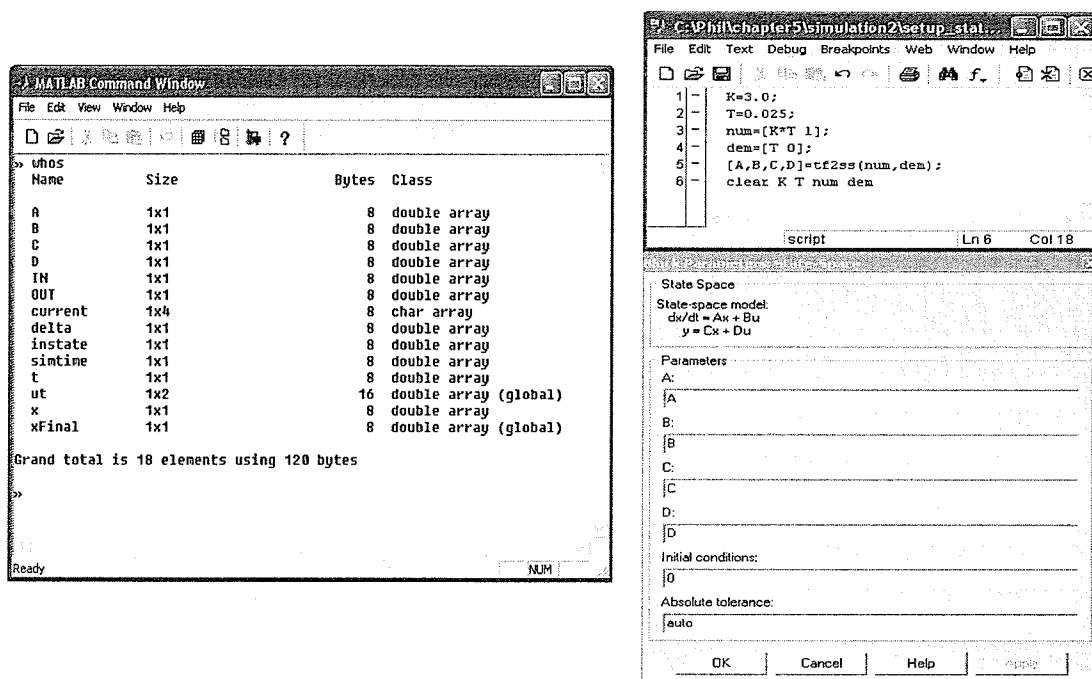 MATLAB Command Window
File Edit View Window Help
» whos
Name Size Bytes Class
A 1x1 8 double array
B 1x1 8 double array
C 1x1 8 double array
D 1x1 8 double array
IN 1x1 8 double array
OUT 1x1 8 double array
current 1x4 8 char array
delta 1x1 8 double array
instate 1x1 8 double array
simtime 1x1 8 double array
t 1x1 8 double array
ut 1x2 16 double array (global)
x 1x1 8 double array
xFinal 1x1 8 double array (global)
Grand total is 18 elements using 120 bytes
»
Ready NUM
C:\Phil\chapter5\simulation2\setup_stat...
File Edit Text Debug Breakpoints Web Window Help
1 - K=3.0;
2 - T=0.025;
3 - num=[K*T 1];
4 - dem=[T 0];
5 - [A,B,C,D]=tf2ss(num,dem);
6 - clear K T num dem
script Ln 6 Col 18
Block Parameters: State-Space
State Space
State-space model:
dx/dt = Ax + Bu
y = Cx + Du
Parameters
A:
A
B:
B
C:
C
D:
D
Initial conditions:
0
Absolute tolerance:
auto
OK Cancel Help Apply